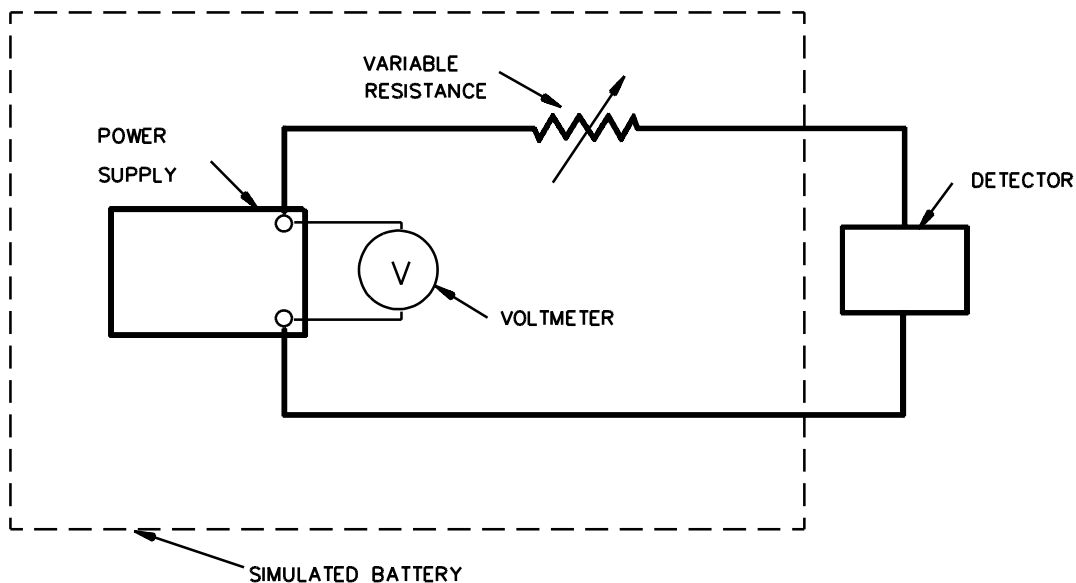 VARIABLE
RESISTANCE
POWER
SUPPLY
DETECTOR
V
VOLTMETER
SIMULATED BATTERY